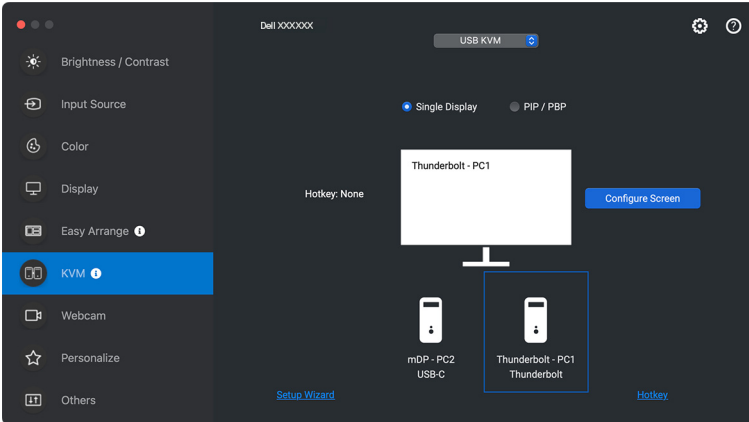 Dell XXXXXX
USB KVM
Brightness / Contrast
Input Source
Color
Display
Easy Arrange
KVM
Webcam
Personalize
Others
Single Display
PIP / PBP
Hotkey: None
Thunderbolt - PC1
Configure Screen
mDP - PC2
USB-C
Thunderbolt - PC1
Thunderbolt
Setup Wizard
Hotkey